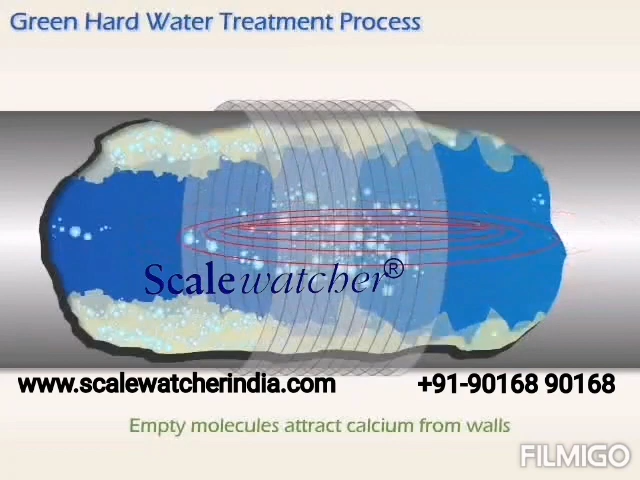 Green Hard Water Treatment Process
Scalewatcher®
www.scalewatcherindia.com +91-90168 90168
Empty molecules attract calcium from walls
FILMIGO